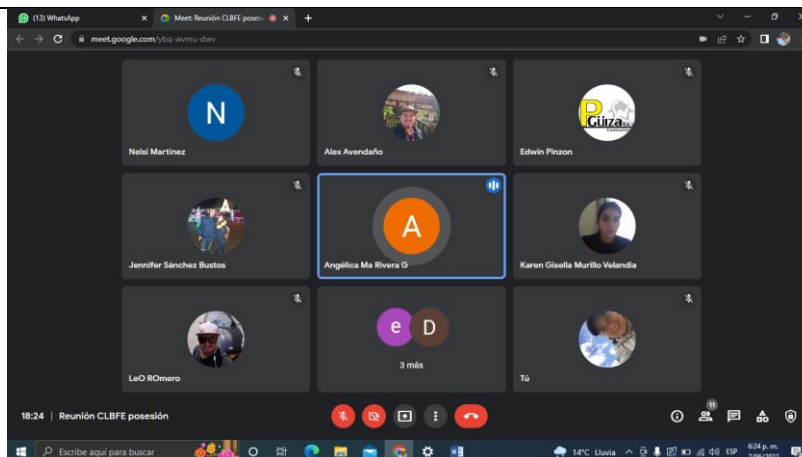 (13) WhatsApp
Meet: Reunión CLBFE posesi
meet.google.com/ybq-wvmu-dwv
N
Nelsi Martinez
Alex Avendaño
Güiza
Edwin Pinzon
Jennifer Sánchez Bustos
A
Angélica Ma Rivera G
Karen Gisella Murillo Velandia
LeO ROmero
e D
3 más
Tú
18:24 | Reunión CLBFE posesión
11
Escribe aquí para buscar
14°C Lluvia
ESP
6:24 p. m.